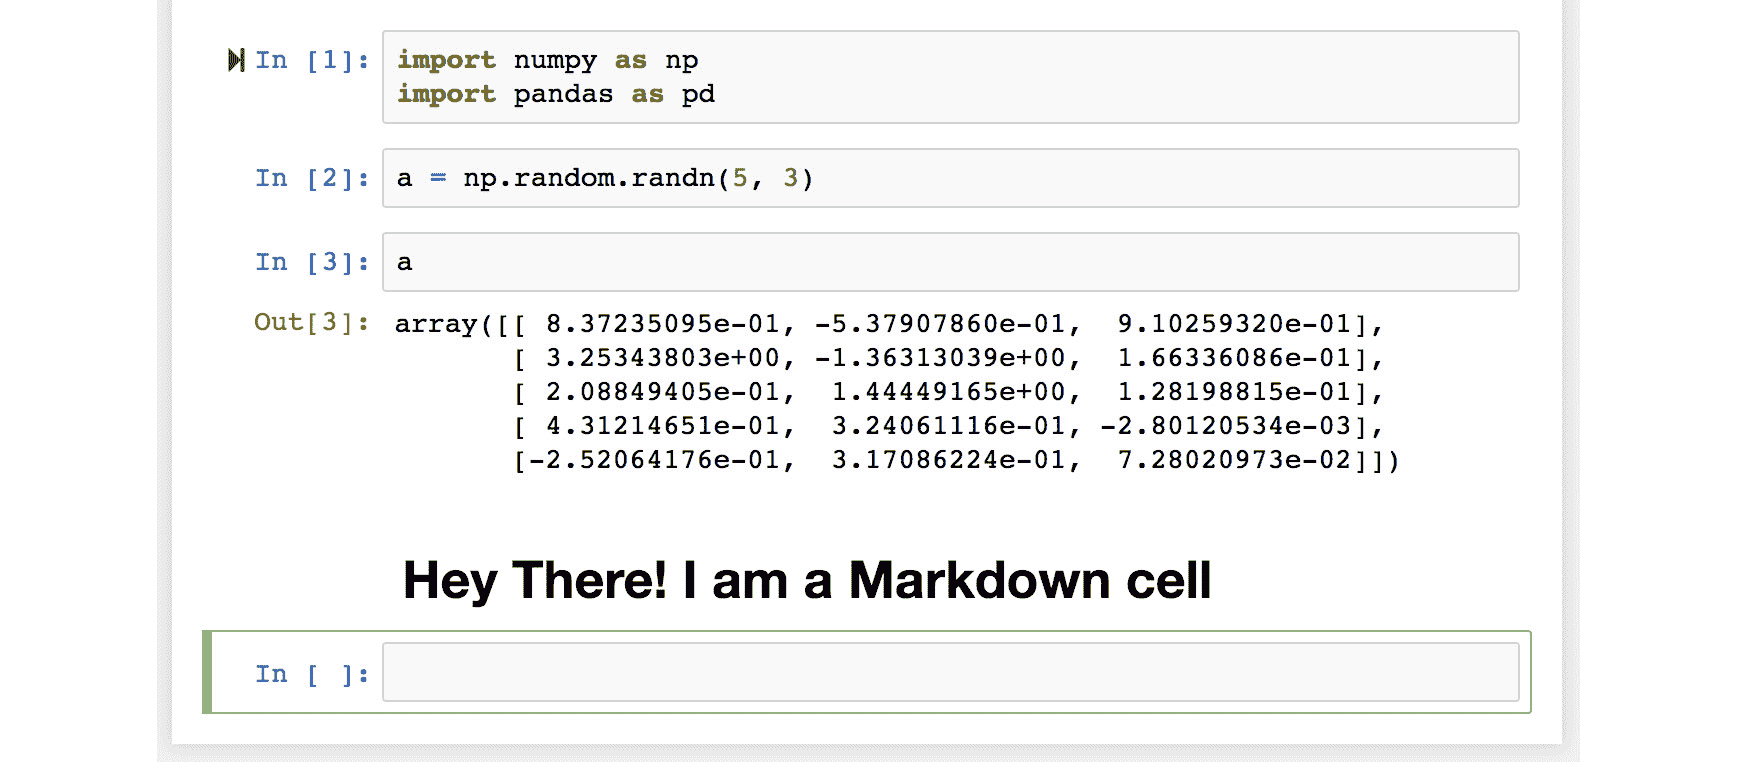 In [1]: import numpy as np
import pandas as pd
In [2]: a = np.random.randn(5, 3)
In [3]: a
Out[3]: array([[ 8.37235095e-01, -5.37907860e-01,  9.10259320e-01],
       [ 3.25343803e+00, -1.36313039e+00,  1.66336086e-01],
       [ 2.08849405e-01,  1.44449165e+00,  1.28198815e-01],
       [ 4.31214651e-01,  3.24061116e-01, -2.80120534e-03],
       [-2.52064176e-01,  3.17086224e-01,  7.28020973e-02]])
Hey There! I am a Markdown cell
In [ ]: